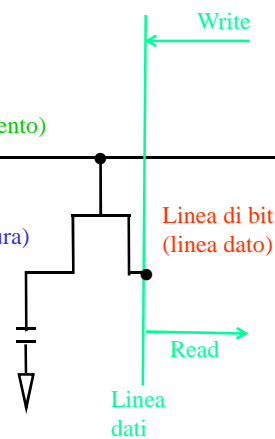 Write
ento)
Linea di bit
ura)
(linea dato)
Read
Linea
dati